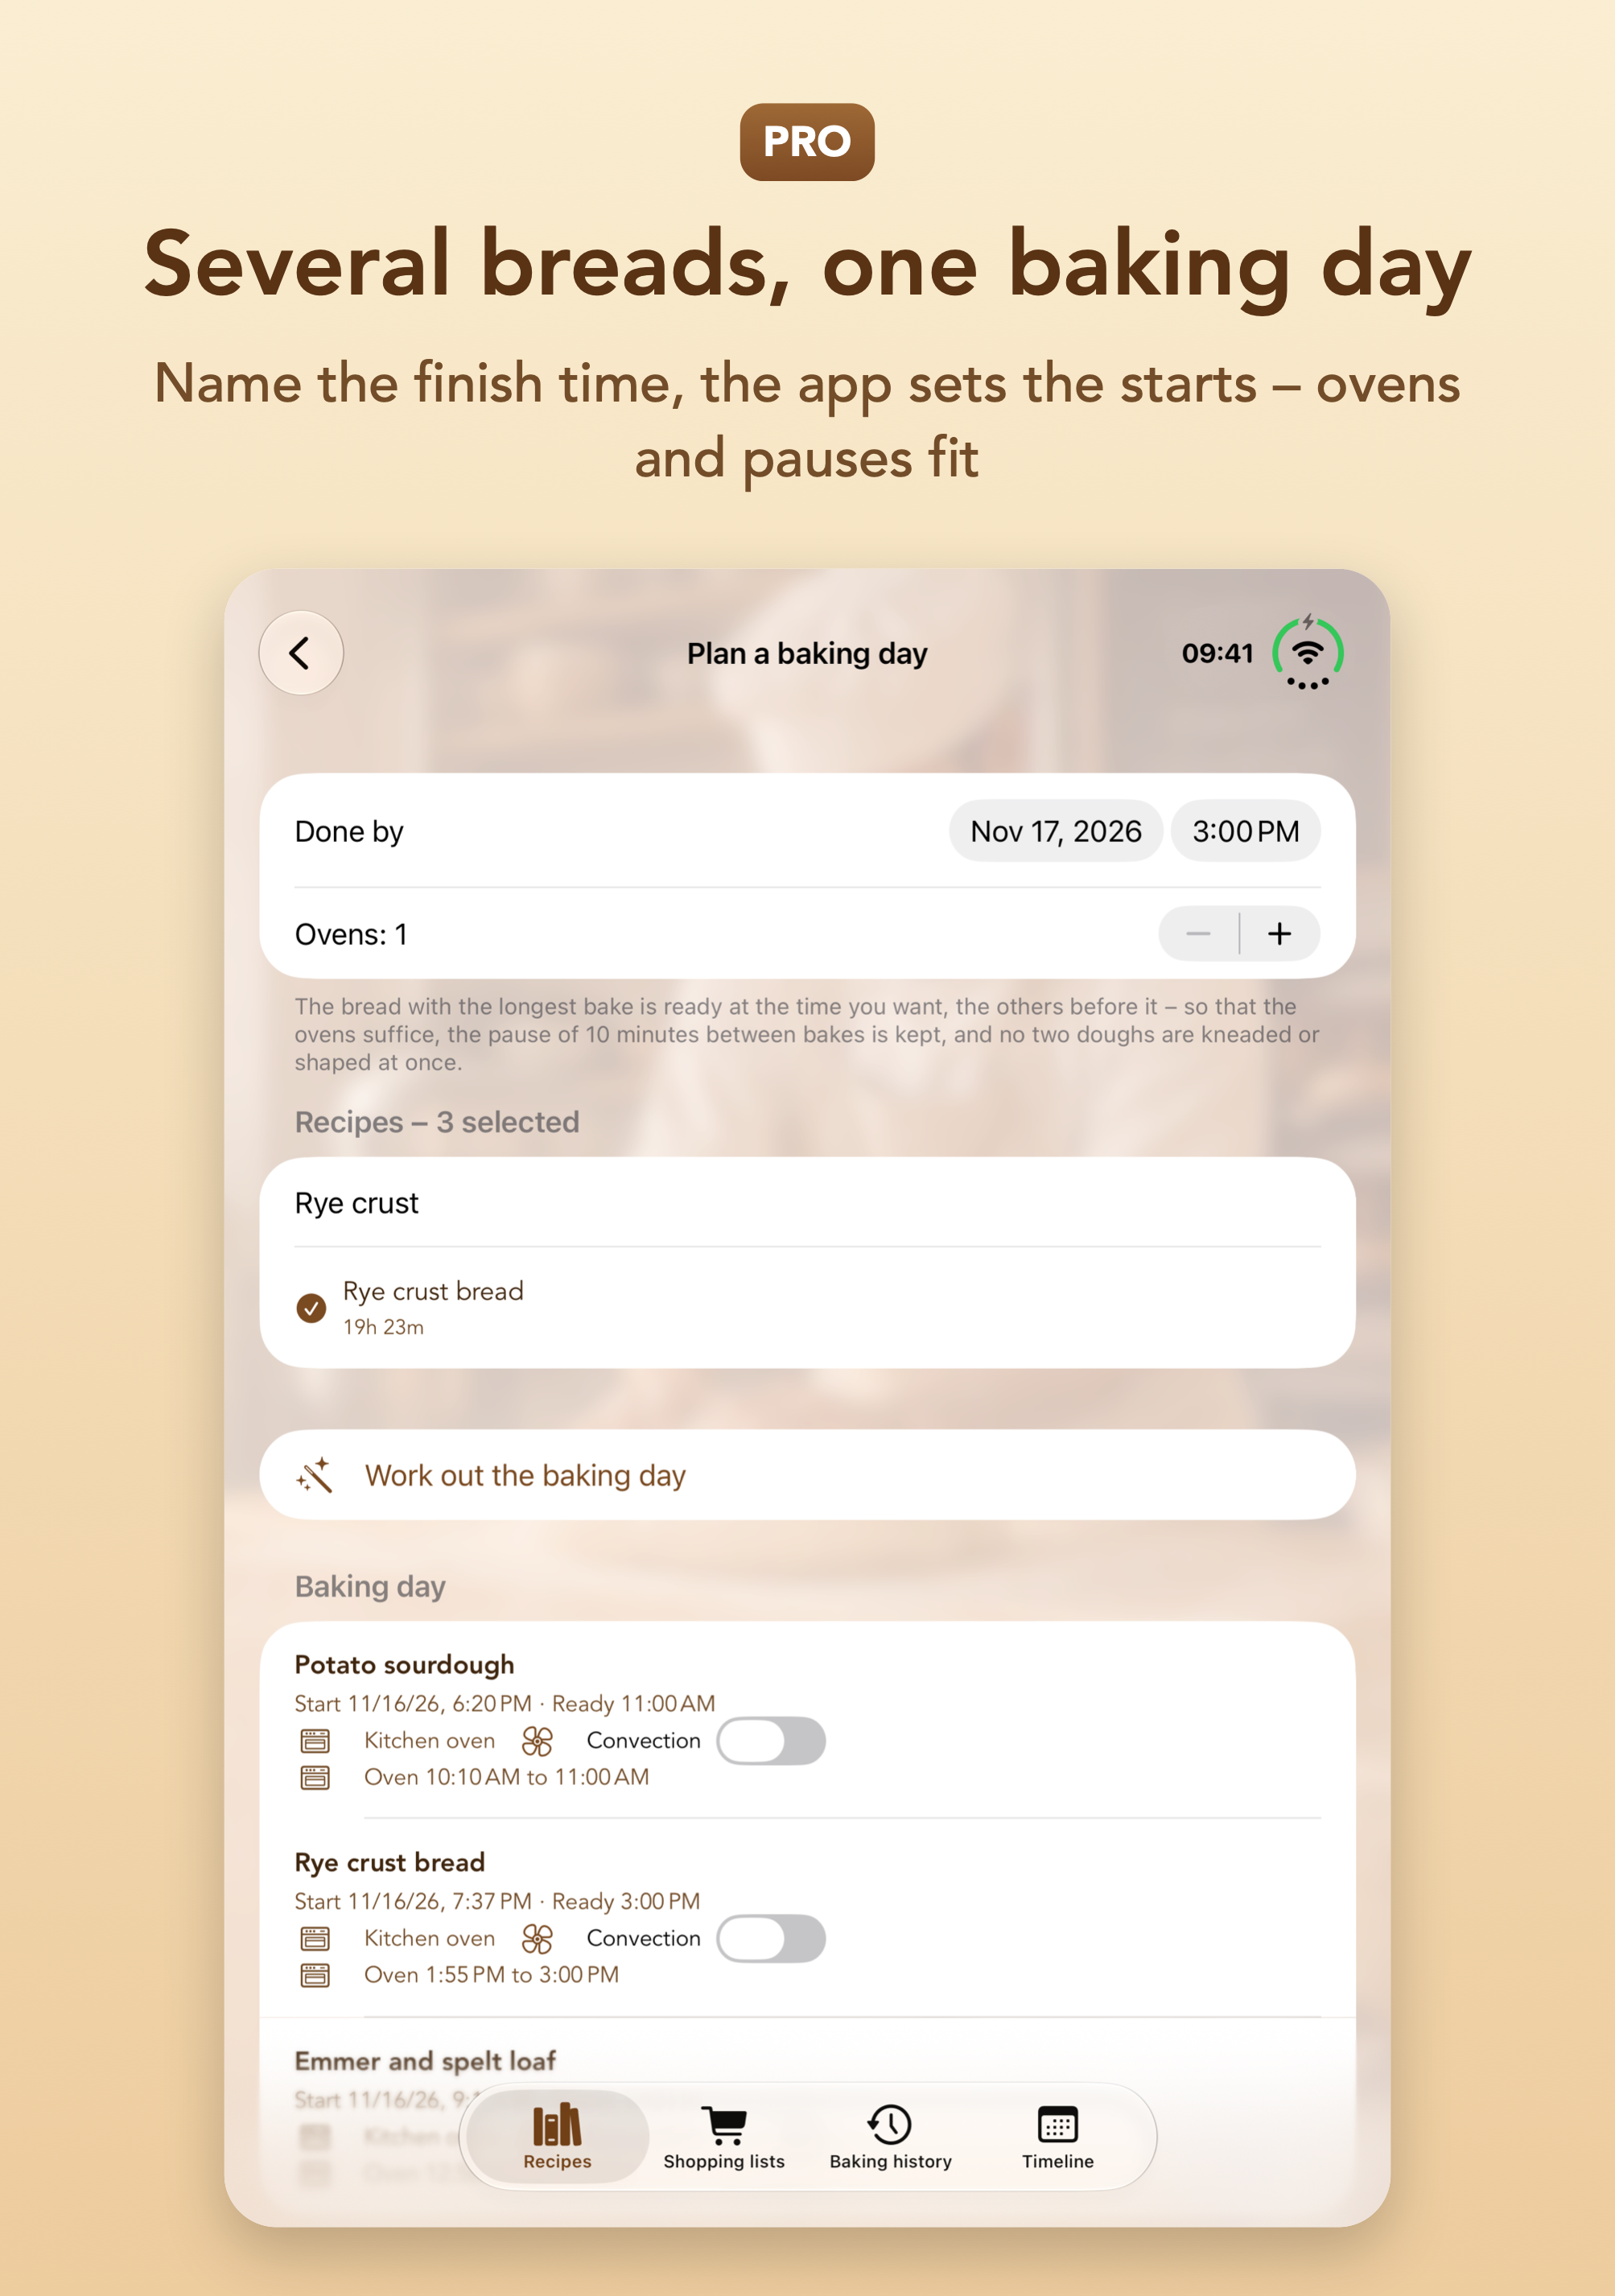 PRO
Several breads, one baking day
Name the finish time, the app sets the starts – ovens
and pauses fit
Plan a baking day
09:41
Done by
Nov 17, 2026
3:00 PM
Ovens: 1
The bread with the longest bake is ready at the time you want, the others before it – so that the
ovens suffice, the pause of 10 minutes between bakes is kept, and no two doughs are kneaded or
shaped at once.
Recipes – 3 selected
Rye crust
Rye crust bread
19h 23m
Work out the baking day
Baking day
Potato sourdough
Start 11/16/26, 6:20 PM · Ready 11:00 AM
Kitchen oven
Convection
Oven 10:10 AM to 11:00 AM
Rye crust bread
Start 11/16/26, 7:37 PM · Ready 3:00 PM
Kitchen oven
Convection
Oven 1:55 PM to 3:00 PM
Emmer and spelt loaf
Start 11/16/26,
Kitchen
Oven
Recipes
Shopping lists
Baking history
Timeline